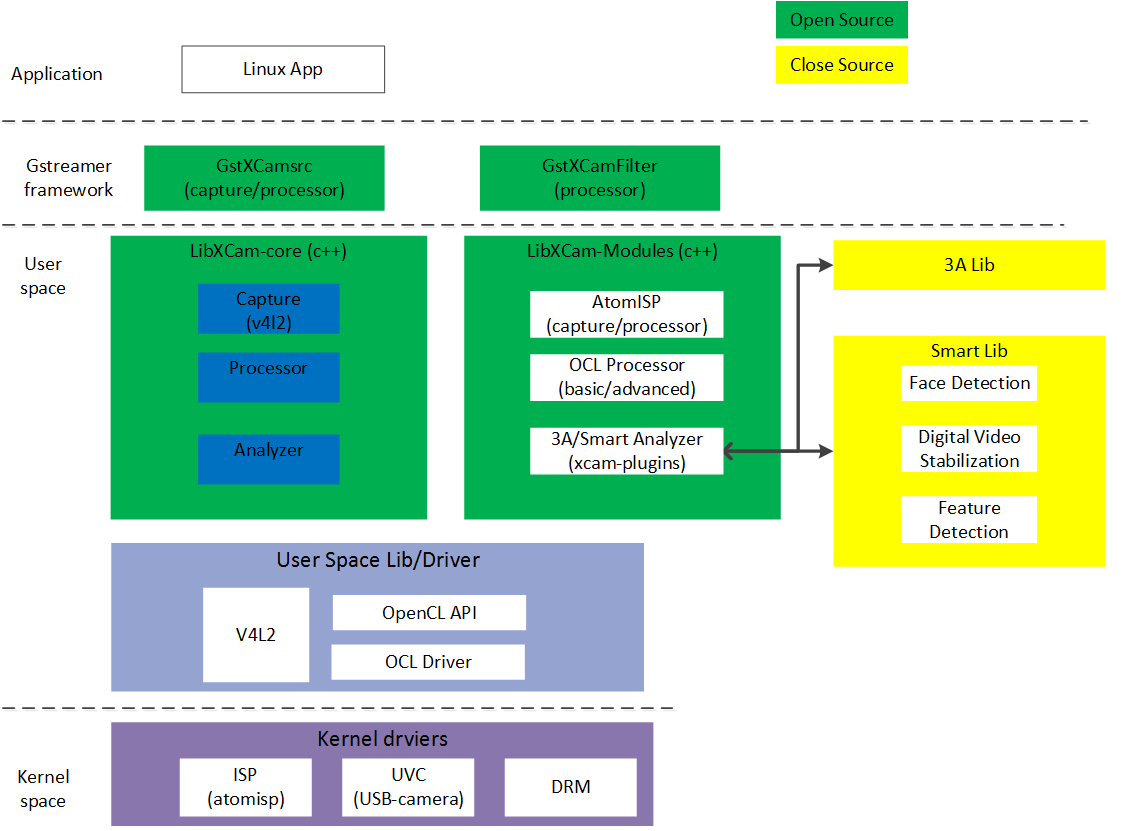 Open Source
Close Source
Application
Linux App
Gstreamer
framework
GstXCamsrc
(capture/processor)
GstXCamFilter
(processor)
User
space
LibXCam-core (c++)
Capture
(v4l2)
Processor
Analyzer
LibXCam-Modules (c++)
AtomISP
(capture/processor)
OCL Processor
(basic/advanced)
3A/Smart Analyzer
(xcam-plugins)
3A Lib
Smart Lib
Face Detection
Digital Video
Stabilization
Feature
Detection
User Space Lib/Driver
V4L2
OpenCL API
OCL Driver
Kernel
space
Kernel drviers
ISP
(atomisp)
UVC
(USB-camera)
DRM